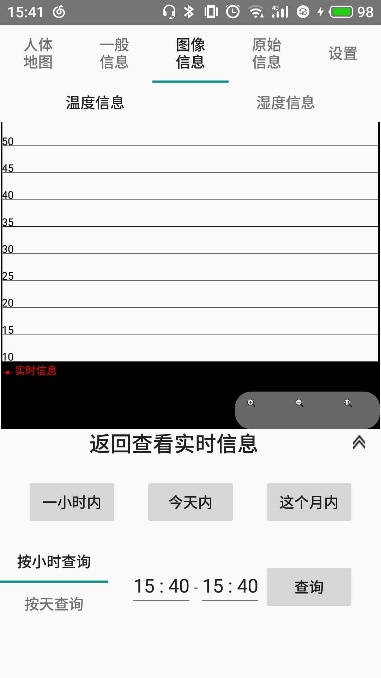 15:41
98
人体
地图
一般
信息
图像
信息
原始
信息
设置
温度信息
湿度信息
50
45
40
35
30
25
20
15
10
实时信息
返回查看实时信息
一小时内
今天内
这个月内
按小时查询
15 : 40 - 15 : 40
查询
按天查询